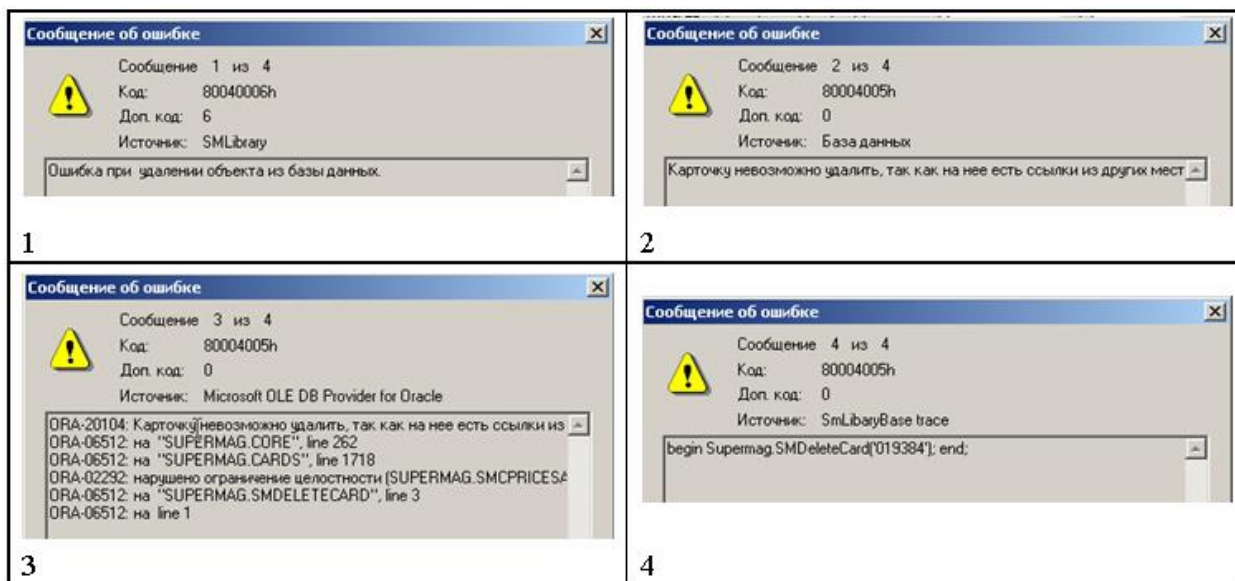 Сообщение об ошибке
Сообщение 1 из 4
Код: 80040006h
Доп. код: 6
Источник: SMLibrary
Ошибка при удалении объекта из базы данных.
1
Сообщение об ошибке
Сообщение 2 из 4
Код: 80004005h
Доп. код: 0
Источник: База данных
Карточку невозможно удалить, так как на нее есть ссылки из других мест
2
Сообщение об ошибке
Сообщение 3 из 4
Код: 80004005h
Доп. код: 0
Источник: Microsoft OLE DB Provider for Oracle
ORA-20104: Карточку невозможно удалить, так как на нее есть ссылки из
ORA-06512: на "SUPERMAG.CORE", line 262
ORA-06512: на "SUPERMAG.CARDS", line 1718
ORA-02292: нарушено ограничение целостности (SUPERMAG.SMCPRICESA
ORA-06512: на "SUPERMAG.SMDELETECARD", line 3
ORA-06512: на line 1
3
Сообщение об ошибке
Сообщение 4 из 4
Код: 80004005h
Доп. код: 0
Источник: SmLibaryBase trace
begin Supermag.SMDeleteCard('019384'); end;
4